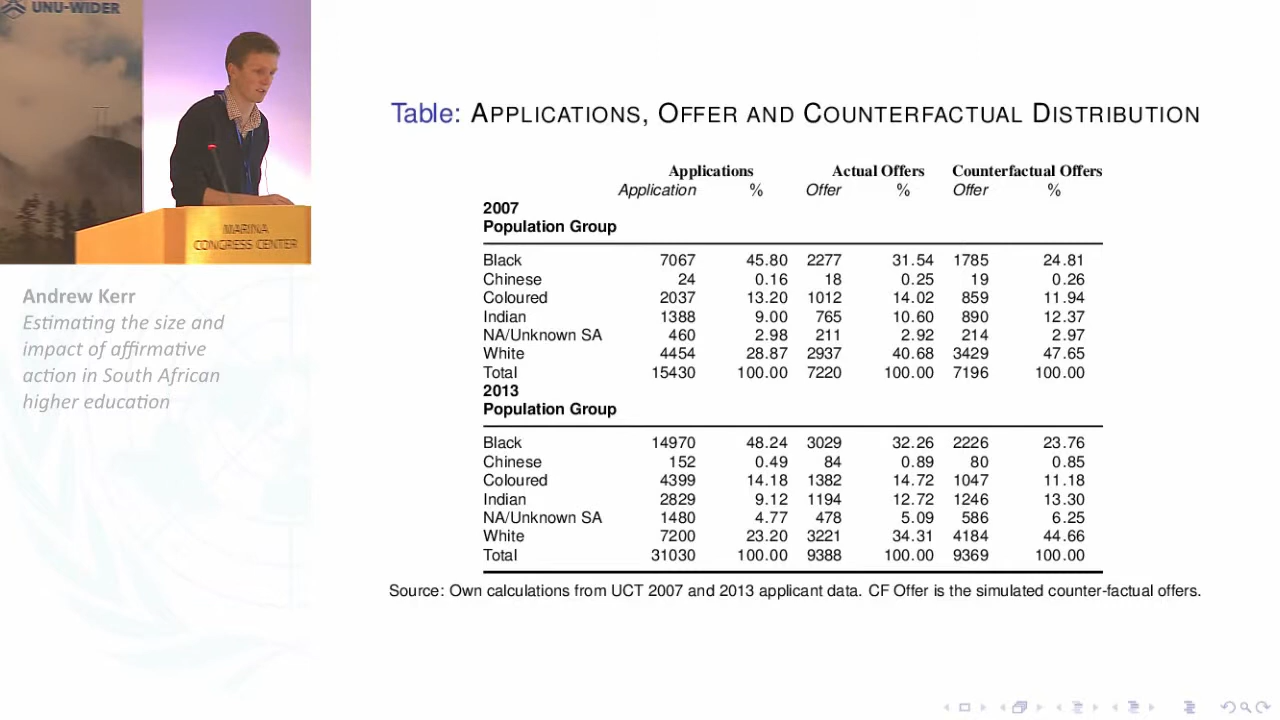 UNU-WIDER
MARINA
CONGRESS CENTER
Andrew Kerr
Estimating the size and
impact of affirmative
action in South African
higher education
Table: APPLICATIONS, OFFER AND COUNTERFACTUAL DISTRIBUTION
Applications Actual Offers Counterfactual Offers
Application % Offer % Offer %
2007
Population Group
Black 7067 45.80 2277 31.54 1785 24.81
Chinese 24 0.16 18 0.25 19 0.26
Coloured 2037 13.20 1012 14.02 859 11.94
Indian 1388 9.00 765 10.60 890 12.37
NA/Unknown SA 460 2.98 211 2.92 214 2.97
White 4454 28.87 2937 40.68 3429 47.65
Total 15430 100.00 7220 100.00 7196 100.00
2013
Population Group
Black 14970 48.24 3029 32.26 2226 23.76
Chinese 152 0.49 84 0.89 80 0.85
Coloured 4399 14.18 1382 14.72 1047 11.18
Indian 2829 9.12 1194 12.72 1246 13.30
NA/Unknown SA 1480 4.77 478 5.09 586 6.25
White 7200 23.20 3221 34.31 4184 44.66
Total 31030 100.00 9388 100.00 9369 100.00
Source: Own calculations from UCT 2007 and 2013 applicant data. CF Offer is the simulated counter-factual offers.